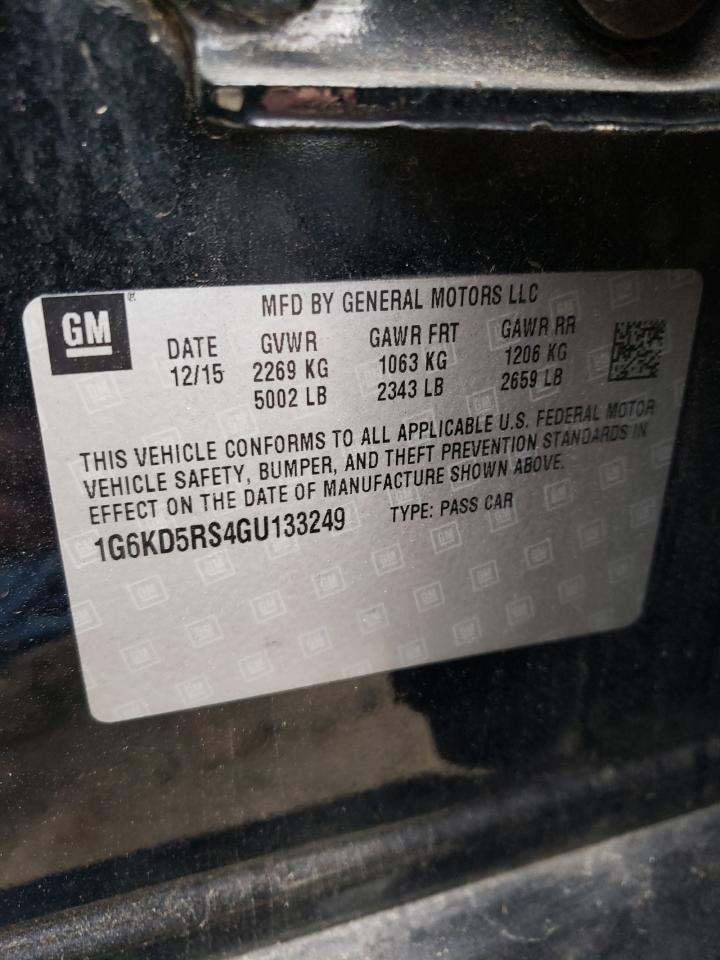 GM ®
MFD BY GENERAL MOTORS LLC
DATE GVWR GAWR FRT GAWR RR
12/15 2269 KG 1063 KG 1206 KG
5002 LB 2343 LB 2659 LB
THIS VEHICLE CONFORMS TO ALL APPLICABLE U.S. FEDERAL MOTOR
VEHICLE SAFETY, BUMPER, AND THEFT PREVENTION STANDARDS IN
EFFECT ON THE DATE OF MANUFACTURE SHOWN ABOVE.
1G6KD5RS4GU133249 TYPE: PASS CAR